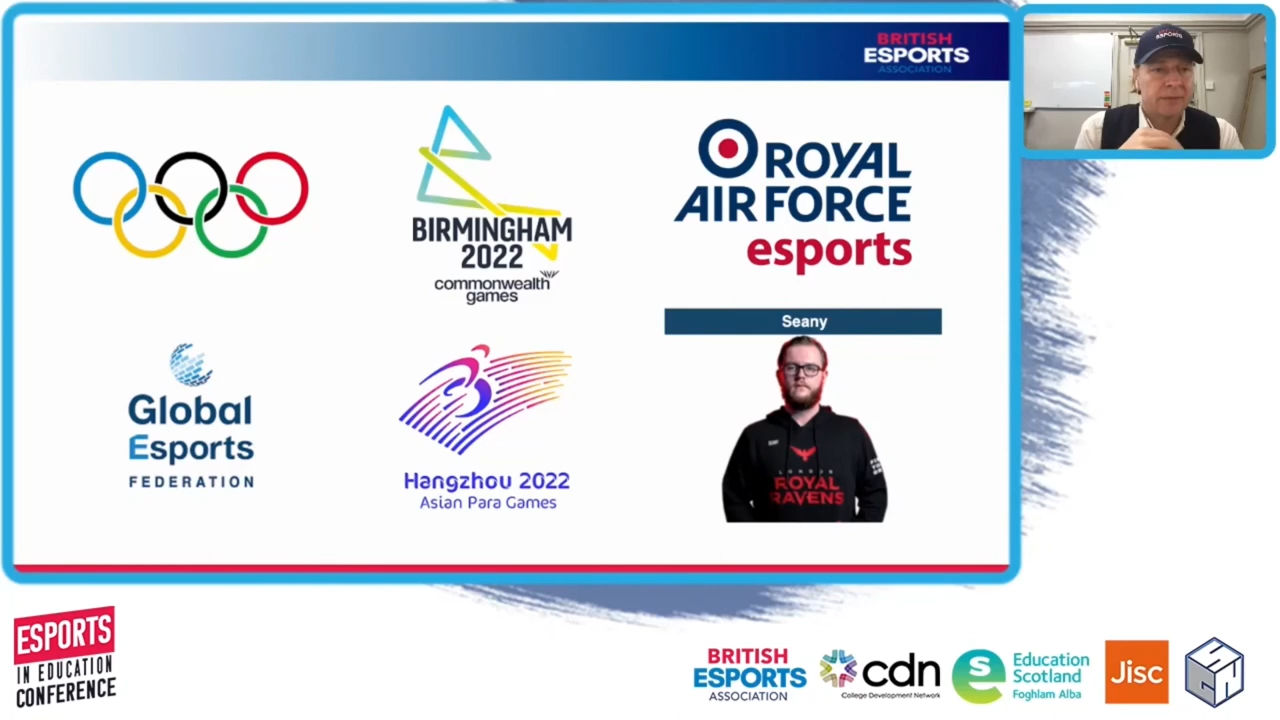 BRITISH
ESPORTS
ASSOCIATION
ESPORTS
BIRMINGHAM
2022
commonwealth
games
ROYAL
AIR FORCE
esports
Seany
Global
Esports
FEDERATION
Hangzhou 2022
Asian Para Games
LONDON
ROYAL
RAVENS
ESPORTS
IN EDUCATION
CONFERENCE
BRITISH
ESPORTS
ASSOCIATION
cdn
College Development Network
Education
Scotland
Foghlam Alba
Jisc